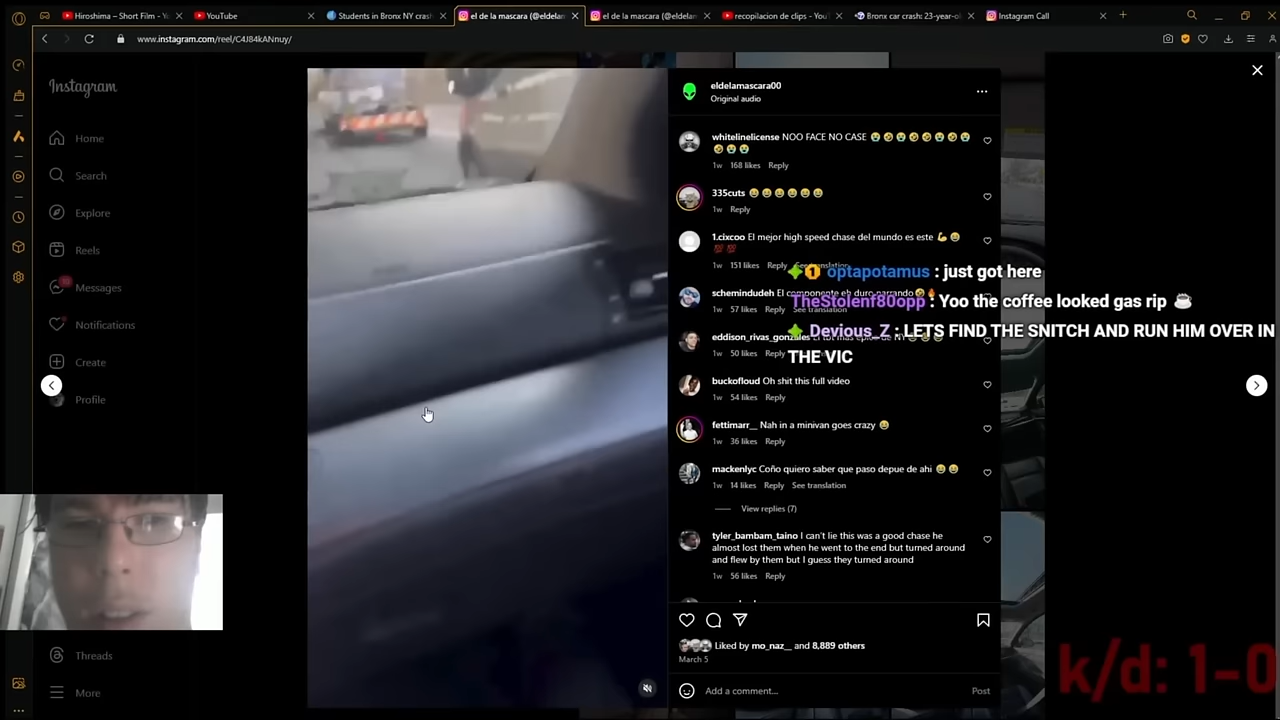 Hiroshima – Short Film - Y
YouTube
Students in Bronx NY crash
el de la mascara (@eldelam
el de la mascara (@eldelam
recopilacion de clips - You
Bronx car crash: 23-year-ol
Instagram Call
www.instagram.com/reel/C4J84kANnuy/
Instagram
Home
Search
Explore
Reels
Messages
Notifications
Create
Profile
Threads
More
eldelamascara00
Original audio
whitelinelicense NOO FACE NO CASE 😭🤣😭🤣🤣😭🤣😭
🤣😭😭
1w 168 likes Reply
335cuts 😂😂😂😂😂😂
1w Reply
1.cixcoo El mejor high speed chase del mundo es este 💪😂
💯💯
1w 151 likes Reply See translation
optapotamus : just got here
schemindudeh El componente eh duro parrando🤣🔥
TheStolenf80opp : Yoo the coffee looked gas rip ☕
1w 57 likes Reply See translation
Devious_Z : LETS FIND THE SNITCH AND RUN HIM OVER IN
THE VIC
1w 50 likes Reply
buckofloud Oh shit this full video
1w 54 likes Reply
fettimarr__ Nah in a minivan goes crazy 😂
1w 36 likes Reply
mackenlyc Coño quiero saber que paso depue de ahi 😂😂
1w 14 likes Reply See translation
View replies (7)
tyler_bambam_taino I can't lie this was a good chase he
almost lost them when he went to the end but turned around
and flew by them but I guess they turned around
1w 56 likes Reply
Liked by mo_naz__ and 8,889 others
March 5
Add a comment...
Post
k/d: 1-0